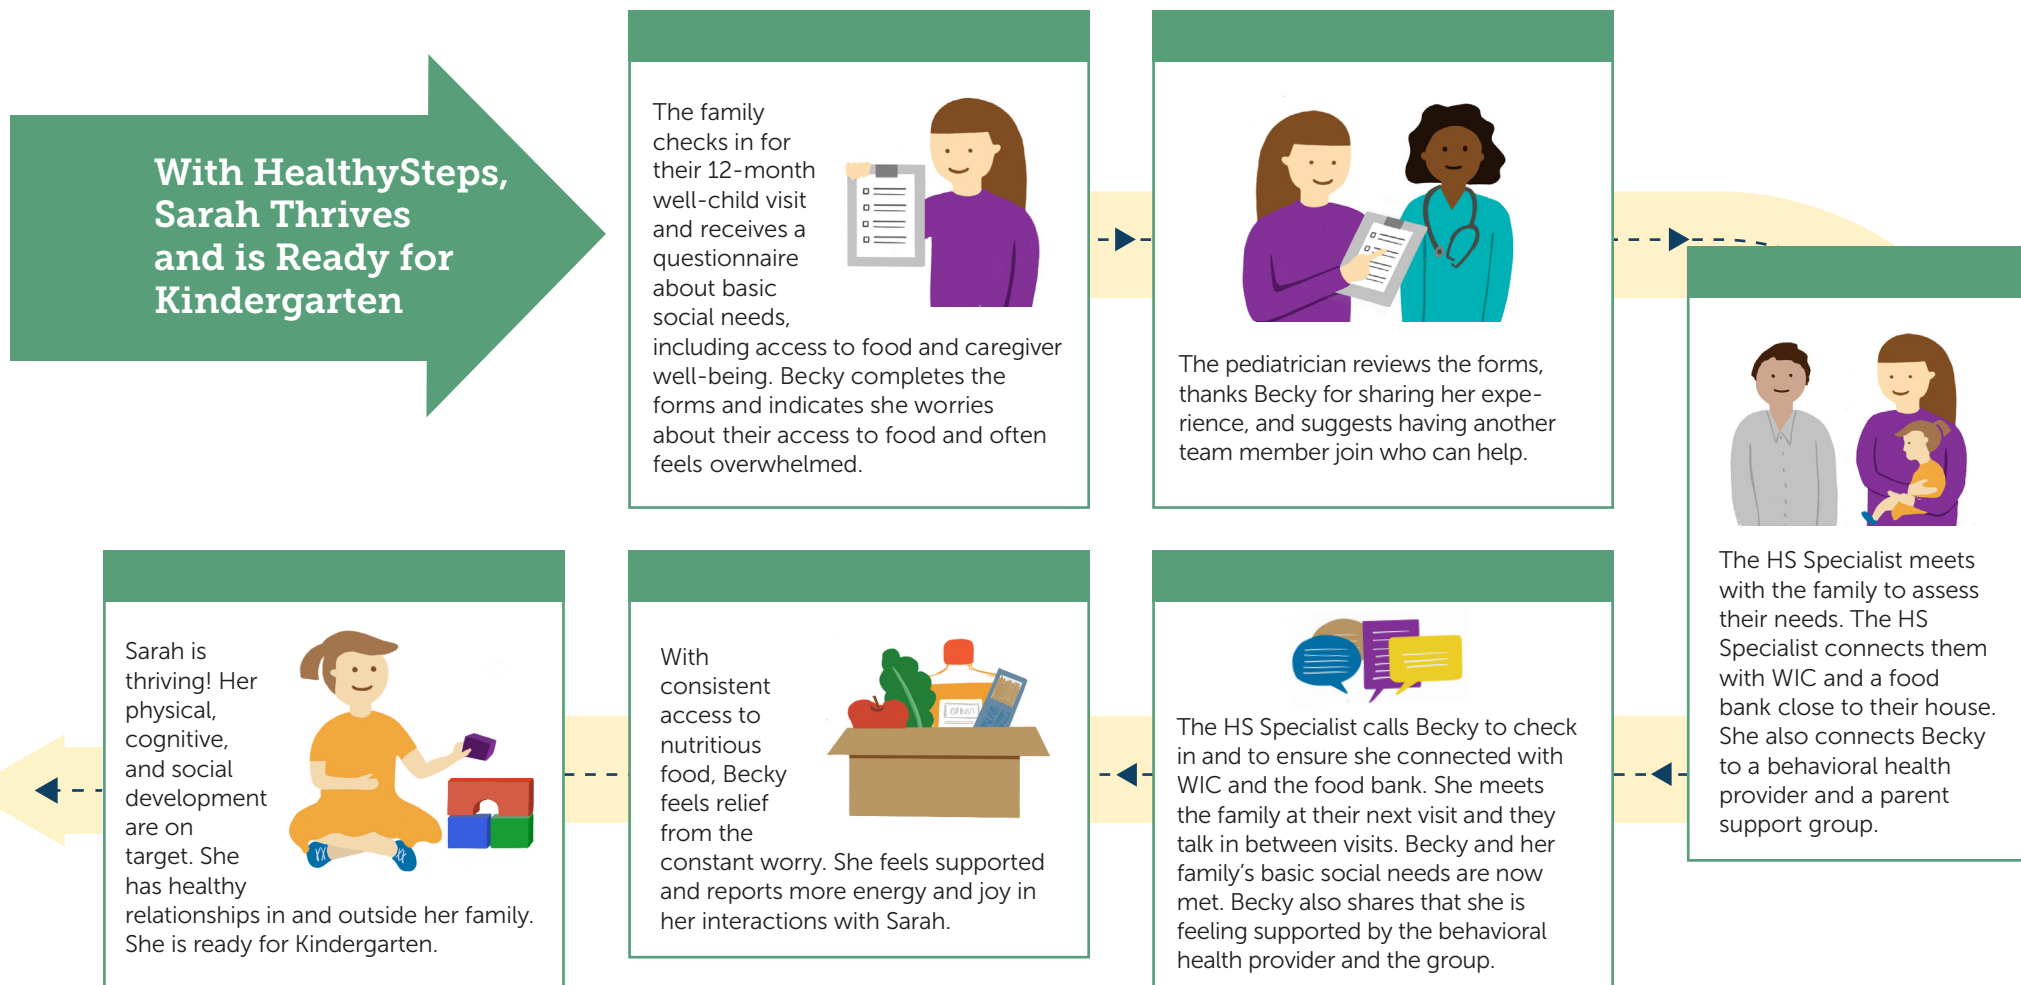 With HealthySteps,
Sarah Thrives
and is Ready for
Kindergarten
The family
checks in for
their 12-month
well-child visit
and receives a
questionnaire
about basic
social needs,
including access to food and caregiver
well-being. Becky completes the
forms and indicates she worries
about their access to food and often
feels overwhelmed.
The pediatrician reviews the forms,
thanks Becky for sharing her expe-
rience, and suggests having another
team member join who can help.
The HS Specialist meets
with the family to assess
their needs. The HS
Specialist connects them
with WIC and a food
bank close to their house.
She also connects Becky
to a behavioral health
provider and a parent
support group.
The HS Specialist calls Becky to check
in and to ensure she connected with
WIC and the food bank. She meets
the family at their next visit and they
talk in between visits. Becky and her
family’s basic social needs are now
met. Becky also shares that she is
feeling supported by the behavioral
health provider and the group.
With
consistent
access to
nutritious
food, Becky
feels relief
from the
constant worry. She feels supported
and reports more energy and joy in
her interactions with Sarah.
Sarah is
thriving! Her
physical,
cognitive,
and social
development
are on
target. She
has healthy
relationships in and outside her family.
She is ready for Kindergarten.